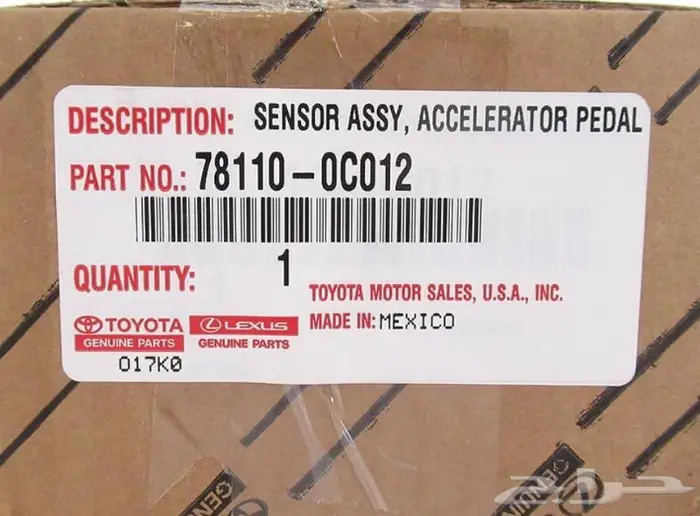 DESCRIPTION: SENSOR ASSY, ACCELERATOR PEDAL
PART NO.: 78110-0C012
QUANTITY: 1
TOYOTA MOTOR SALES, U.S.A., INC.
MADE IN: MEXICO
TOYOTA
GENUINE PARTS
LEXUS
GENUINE PARTS
017K0
حراج